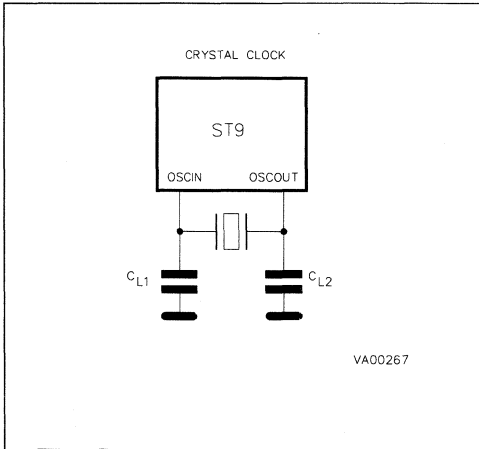 CRYSTAL CLOCK
ST9
OSCIN OSCOUT
CL1 CL2
VA00267